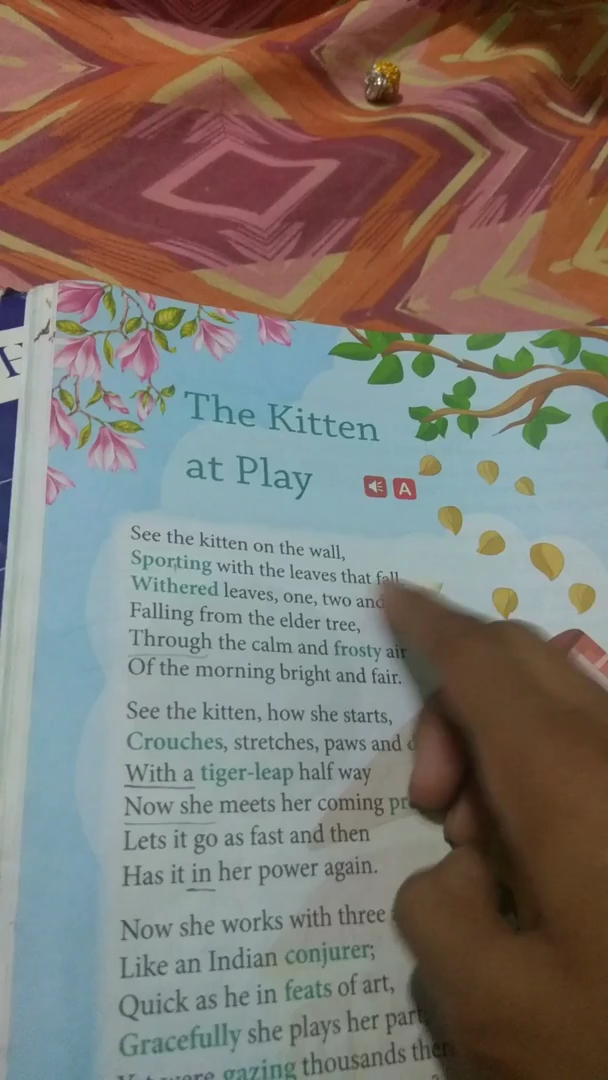 The Kitten
at Play
A
See the kitten on the wall,
Sporting with the leaves that fall
Withered leaves, one, two and
Falling from the elder tree,
Through the calm and frosty air
Of the morning bright and fair.
See the kitten, how she starts,
Crouches, stretches, paws and
With a tiger-leap half way
Now she meets her coming
Lets it go as fast and then
Has it in her power again.
Now she works with three
Like an Indian conjurer;
Quick as he in feats of art,
Gracefully she plays her part
were gazing thousands